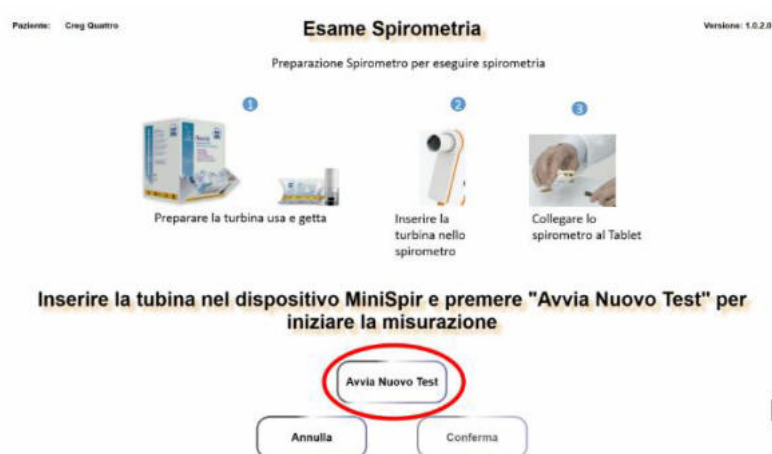 Paziente: Creg Quattro
Esame Spirometria
Versione: 1.0.2.0
Preparazione Spirometro per eseguire spirometria
1
2
3
Preparare la turbina usa e getta
Inserire la
turbina nello
spirometro
Collegare lo
spirometro al Tablet
Inserire la tubina nel dispositivo MiniSpir e premere "Avvia Nuovo Test" per
iniziare la misurazione
Avvia Nuovo Test
Annulla
Conferma